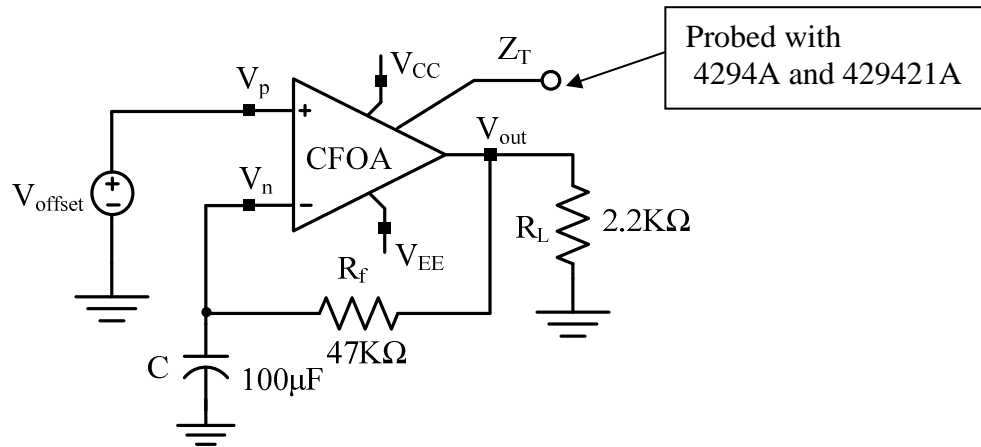 Probed with
4294A and 429421A
Z_T
V_CC
V_p
+
V_out
CFOA
V_n
−
V_offset
+
−
V_EE
R_L
2.2KΩ
R_f
47KΩ
C
100μF